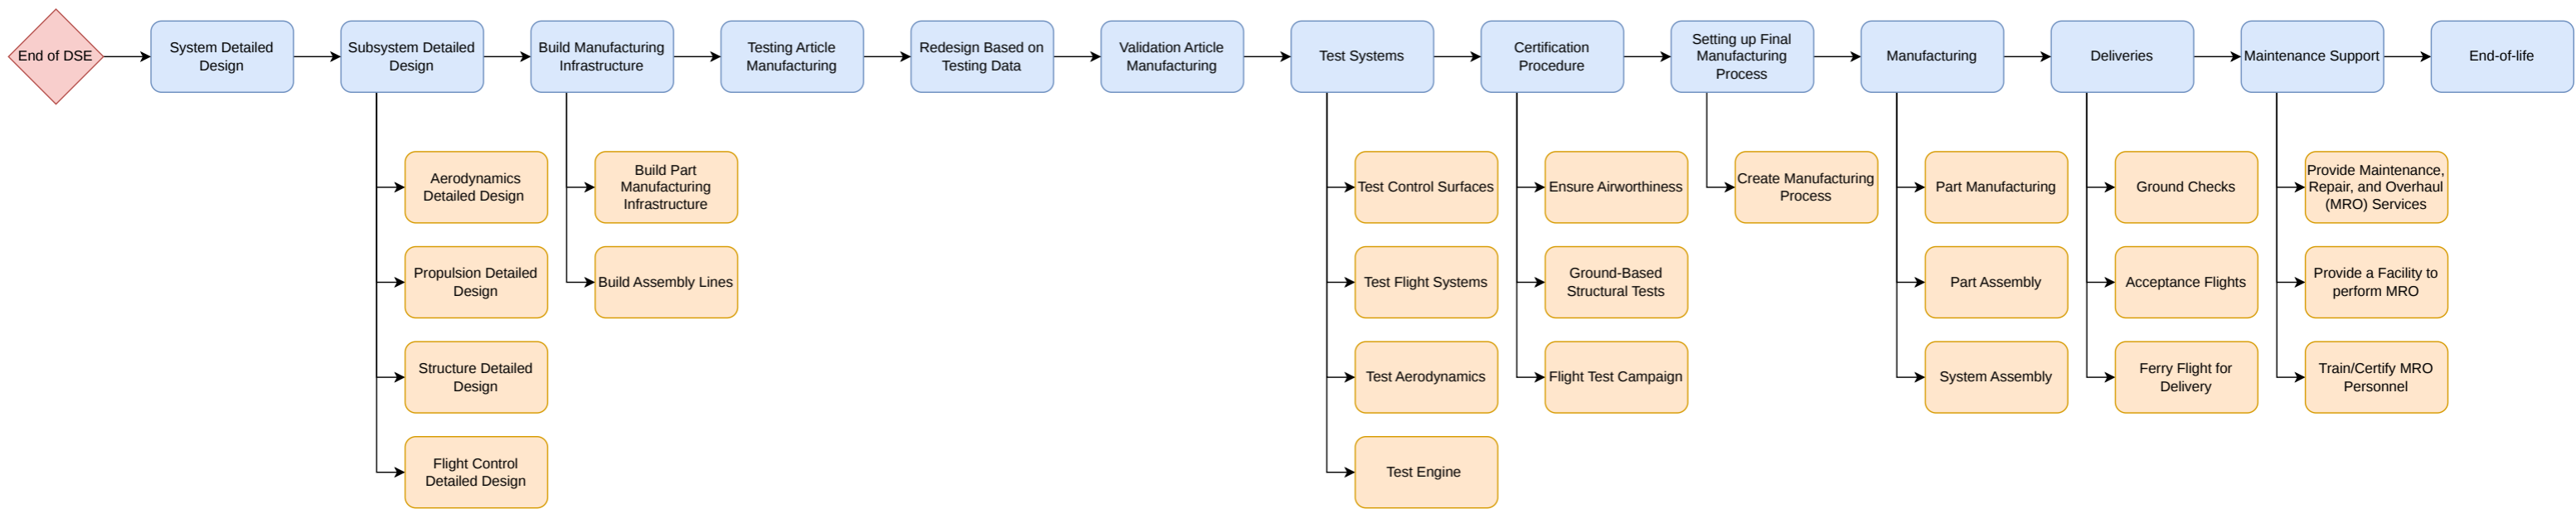 End of DSE
System Detailed
Design
Subsystem Detailed
Design
Build Manufacturing
Infrastructure
Testing Article
Manufacturing
Redesign Based on
Testing Data
Validation Article
Manufacturing
Test Systems
Certification
Procedure
Setting up Final
Manufacturing
Process
Manufacturing
Deliveries
Maintenance Support
End-of-life
Aerodynamics
Detailed Design
Propulsion Detailed
Design
Structure Detailed
Design
Flight Control
Detailed Design
Build Part
Manufacturing
Infrastructure
Build Assembly Lines
Test Control Surfaces
Test Flight Systems
Test Aerodynamics
Test Engine
Ensure Airworthiness
Ground-Based
Structural Tests
Flight Test Campaign
Create Manufacturing
Process
Part Manufacturing
Part Assembly
System Assembly
Ground Checks
Acceptance Flights
Ferry Flight for
Delivery
Provide Maintenance,
Repair, and Overhaul
(MRO) Services
Provide a Facility to
perform MRO
Train/Certify MRO
Personnel